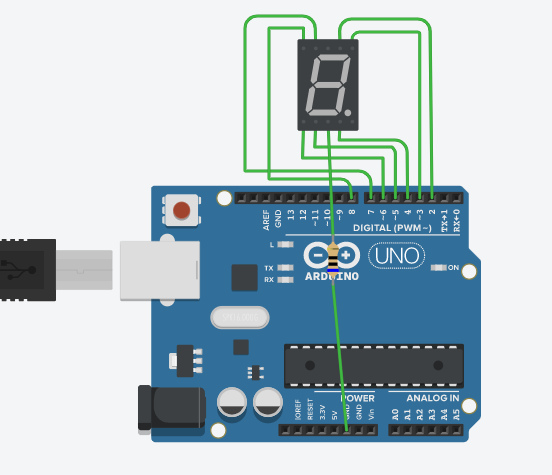 AREF
GND
13
12
~11
~10
~9
8
7
~6
~5
4
~3
2
TX→1
RX←0
DIGITAL (PWM~)
L
TX
RX
ARDUINO
UNO
ON
POWER
ANALOG IN
IOREF
RESET
3.3V
5V
GND
GND
Vin
A0
A1
A2
A3
A4
A5